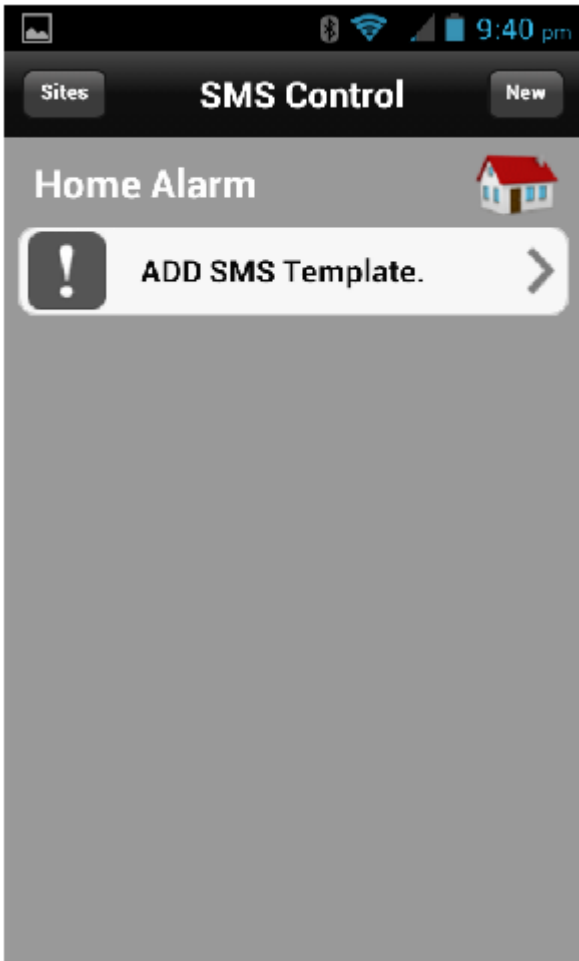 9:40 pm
Sites
SMS Control
New
Home Alarm
! ADD SMS Template.